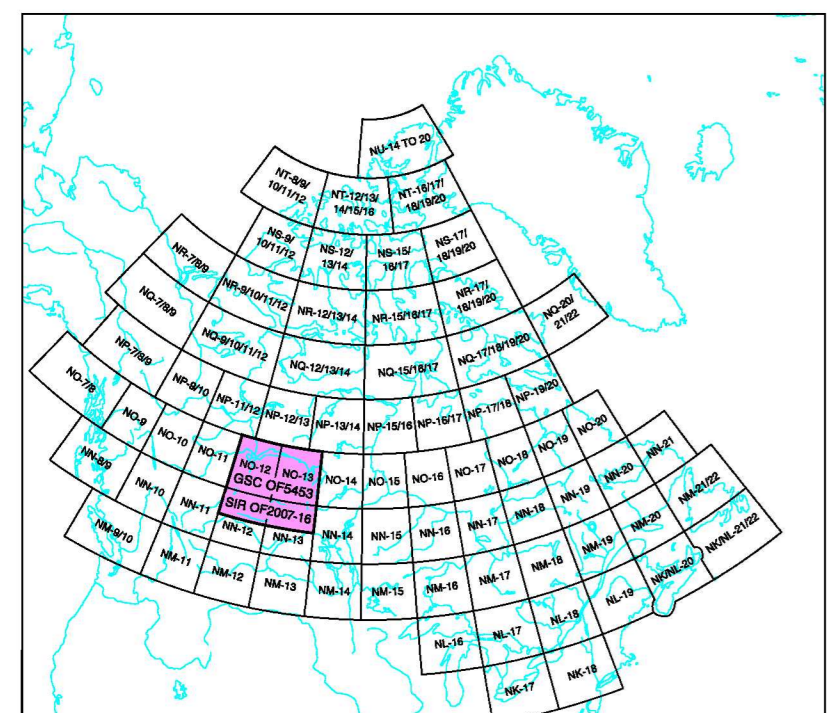 NU-14 TO 20
NT-8/9/
10/11/12
NT-12/13/
14/15/16
NT-16/17/
18/19/20
NS-9/
10/11/12
NS-12/
13/14
NS-15/
16/17
NS-17/
18/19/20
NR-7/8/9
NR-9/10/11/12
NR-12/13/14
NR-15/16/17
NR-17/
18/19/20
NQ-7/8/9
NQ-9/10/11/12
NQ-12/13/14
NQ-15/16/17
NQ-17/18/19/20
NQ-20/
21/22
NP-7/8/9
NP-9/10
NP-11/12
NP-12/13
NP-13/14
NP-15/16
NP-16/17
NP-17/18
NP-19/20
NO-7/8
NO-9
NO-10
NO-11
NO-12
NO-13
NO-14
NO-15
NO-16
NO-17
NO-18
NO-19
NO-20
GSC OF5453
SIR OF2007-16
NN-8/9
NN-10
NN-11
NN-12
NN-13
NN-14
NN-15
NN-16
NN-17
NN-18
NN-19
NN-20
NN-21
NM-9/10
NM-11
NM-12
NM-13
NM-14
NM-15
NM-16
NM-17
NM-18
NM-19
NM-20
NM-21/22
NL-16
NL-17
NL-18
NL-19
NK/NL-20
NK/NL-21/22
NK-17
NK-18